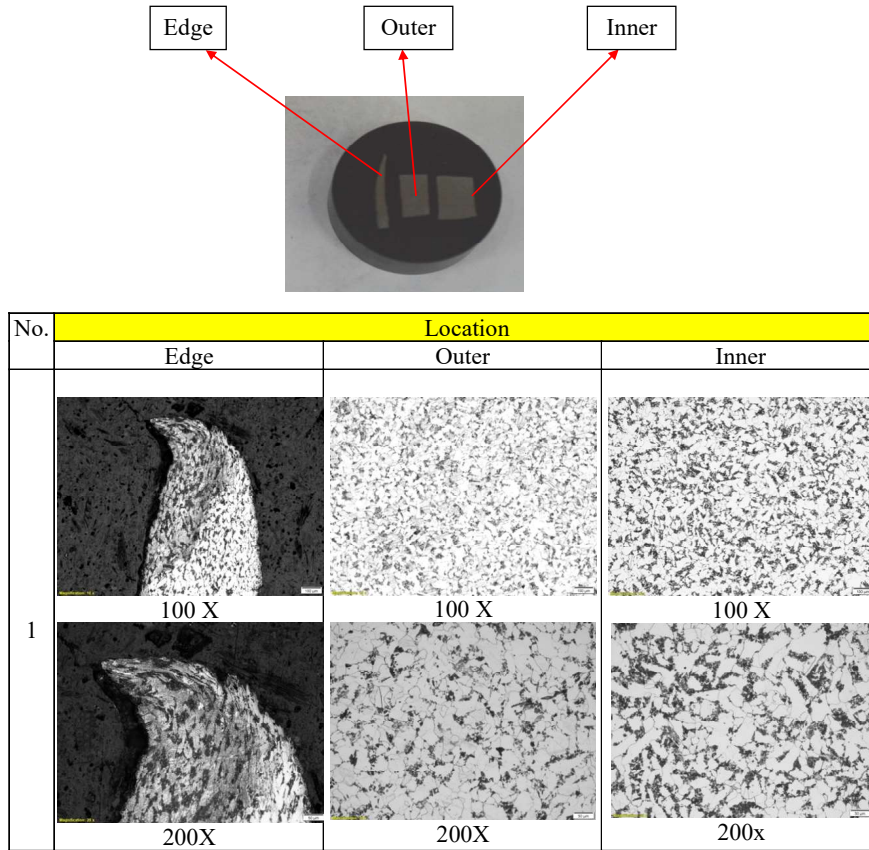 Edge
Outer
Inner
No.
Location
Edge
Outer
Inner
1
100 X
100 X
100 X
200X
200X
200x